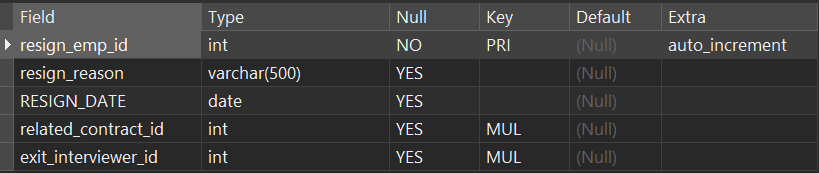 Field Type Null Key Default Extra
resign_emp_id int NO PRI (Null) auto_increment
resign_reason varchar(500) YES (Null)
RESIGN_DATE date YES (Null)
related_contract_id int YES MUL (Null)
exit_interviewer_id int YES MUL (Null)